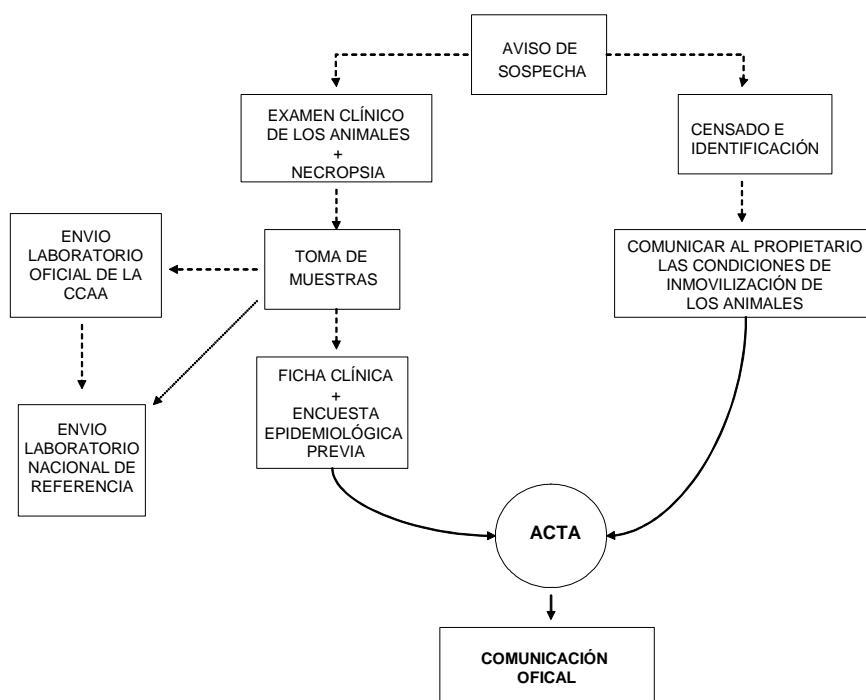 AVISO DE
SOSPECHA
EXAMEN CLÍNICO
DE LOS ANIMALES
+
NECROPSIA
CENSADO E
IDENTIFICACIÓN
ENVIO
LABORATORIO
OFICIAL DE LA
CCAA
TOMA DE
MUESTRAS
COMUNICAR AL PROPIETARIO
LAS CONDICIONES DE
INMOVILIZACIÓN DE
LOS ANIMALES
FICHA CLÍNICA
+
ENCUESTA
EPIDEMIOLÓGICA
PREVIA
ENVIO
LABORATORIO
NACIONAL DE
REFERENCIA
ACTA
COMUNICACIÓN
OFICAL